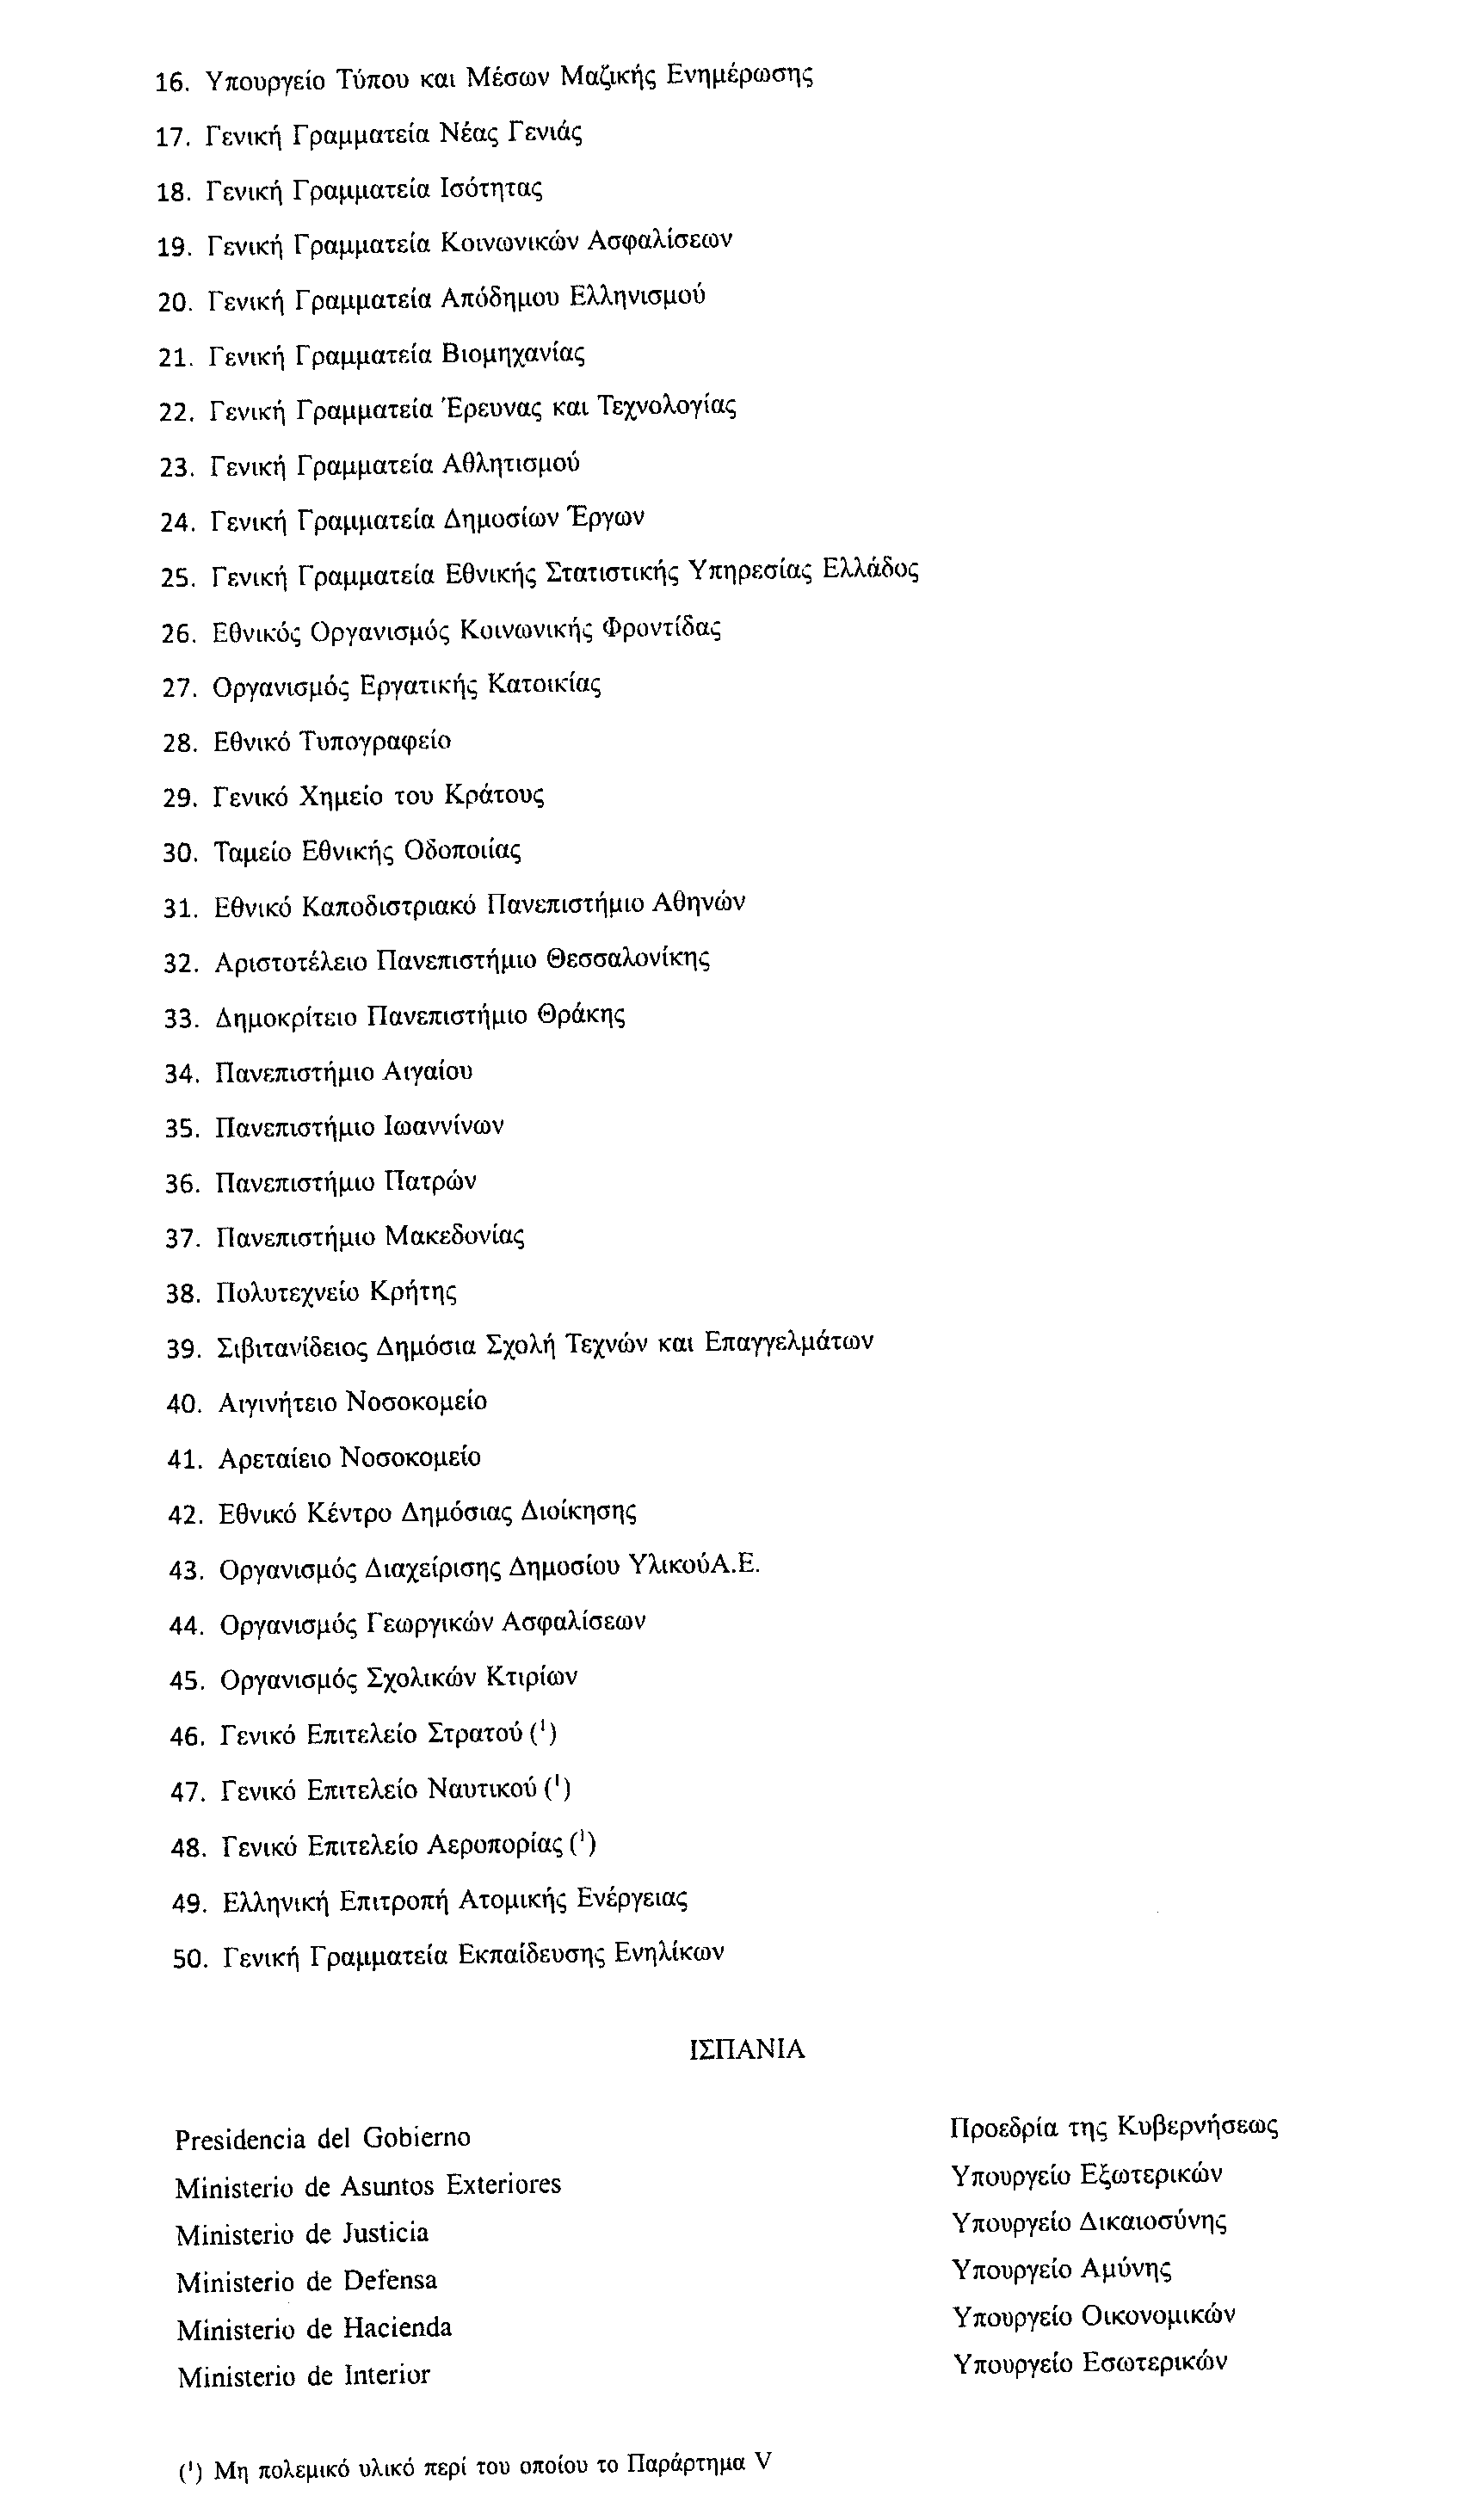 16. Υπουργείο Τύπου και Μέσων Μαζικής Ενημέρωσης
17. Γενική Γραμματεία Νέας Γενιάς
18. Γενική Γραμματεία Ισότητας
19. Γενική Γραμματεία Κοινωνικών Ασφαλίσεων
20. Γενική Γραμματεία Απόδημου Ελληνισμού
21. Γενική Γραμματεία Βιομηχανίας
22. Γενική Γραμματεία Έρευνας και Τεχνολογίας
23. Γενική Γραμματεία Αθλητισμού
24. Γενική Γραμματεία Δημοσίων Έργων
25. Γενική Γραμματεία Εθνικής Στατιστικής Υπηρεσίας Ελλάδος
26. Εθνικός Οργανισμός Κοινωνικής Φροντίδας
27. Οργανισμός Εργατικής Κατοικίας
28. Εθνικό Τυπογραφείο
29. Γενικό Χημείο του Κράτους
30. Ταμείο Εθνικής Οδοποιίας
31. Εθνικό Καποδιστριακό Πανεπιστήμιο Αθηνών
32. Αριστοτέλειο Πανεπιστήμιο Θεσσαλονίκης
33. Δημοκρίτειο Πανεπιστήμιο Θράκης
34. Πανεπιστήμιο Αιγαίου
35. Πανεπιστήμιο Ιωαννίνων
36. Πανεπιστήμιο Πατρών
37. Πανεπιστήμιο Μακεδονίας
38. Πολυτεχνείο Κρήτης
39. Σιβιτανίδειος Δημόσια Σχολή Τεχνών και Επαγγελμάτων
40. Αιγινήτειο Νοσοκομείο
41. Αρεταίειο Νοσοκομείο
42. Εθνικό Κέντρο Δημόσιας Διοίκησης
43. Οργανισμός Διαχείρισης Δημοσίου ΥλικούΑ.Ε.
44. Οργανισμός Γεωργικών Ασφαλίσεων
45. Οργανισμός Σχολικών Κτιρίων
46. Γενικό Επιτελείο Στρατού (¹)
47. Γενικό Επιτελείο Ναυτικού (¹)
48. Γενικό Επιτελείο Αεροπορίας (¹)
49. Ελληνική Επιτροπή Ατομικής Ενέργειας
50. Γενική Γραμματεία Εκπαίδευσης Ενηλίκων
ΙΣΠΑΝΙΑ
Presidencia del Gobierno Προεδρία της Κυβερνήσεως
Ministerio de Asuntos Exteriores Υπουργείο Εξωτερικών
Ministerio de Justicia Υπουργείο Δικαιοσύνης
Ministerio de Defensa Υπουργείο Αμύνης
Ministerio de Hacienda Υπουργείο Οικονομικών
Ministerio de Interior Υπουργείο Εσωτερικών
(¹) Μη πολεμικό υλικό περί του οποίου το Παράρτημα V